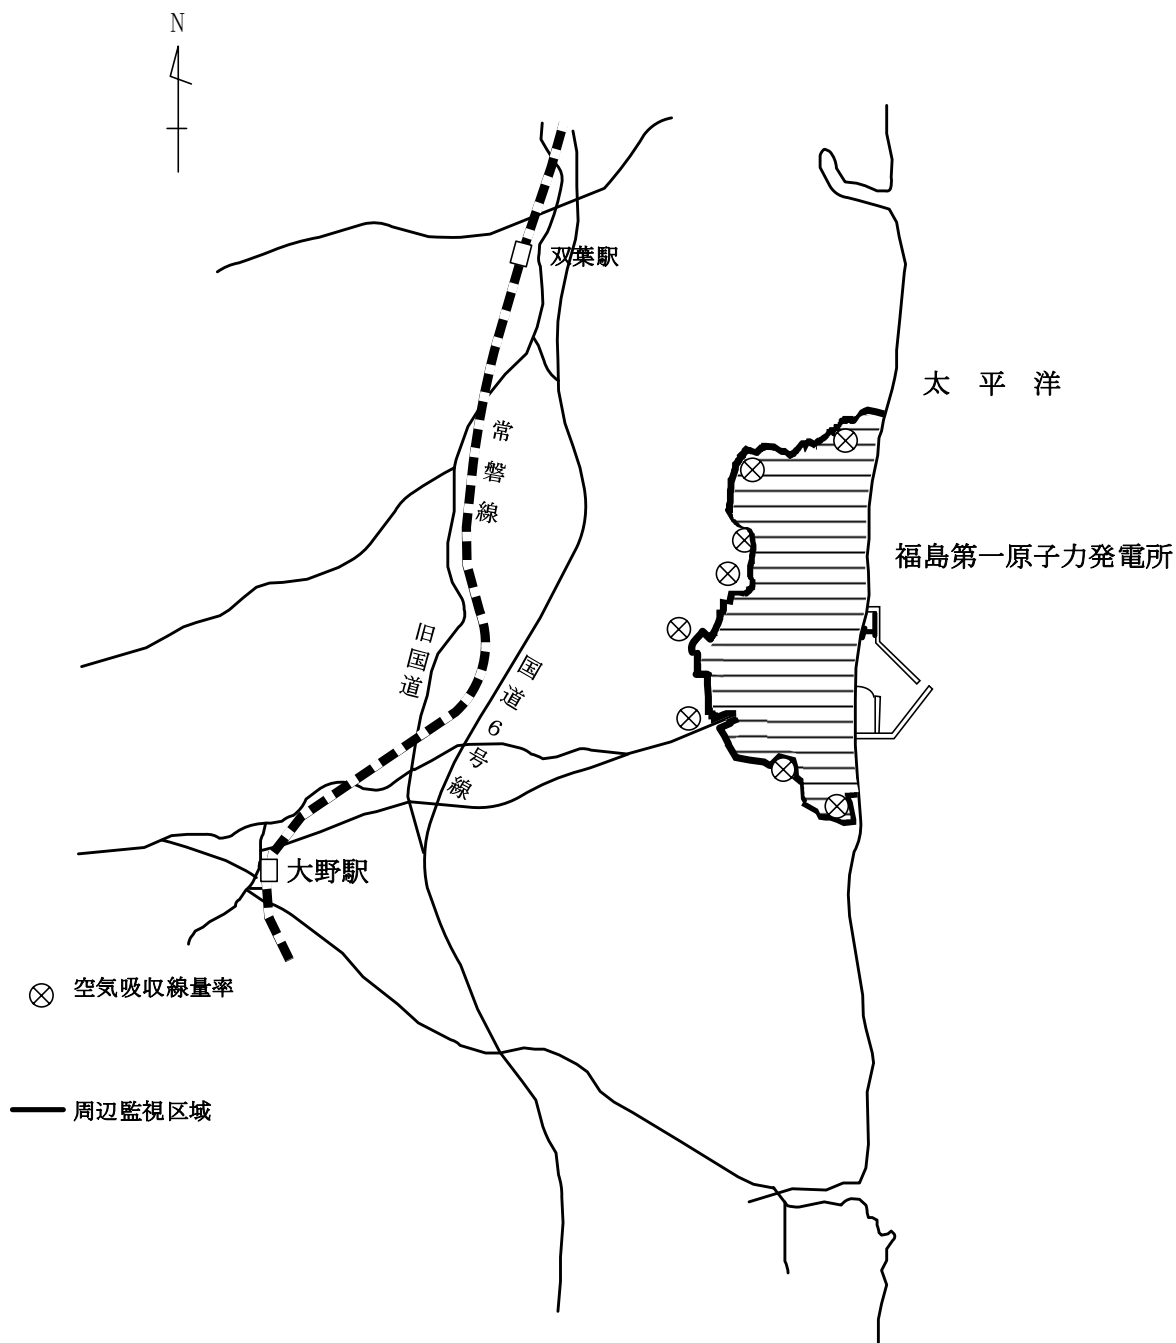 N
双葉駅
太 平 洋
常磐線
福島第一原子力発電所
旧国道
国道6号線
大野駅
空気吸収線量率
周辺監視区域